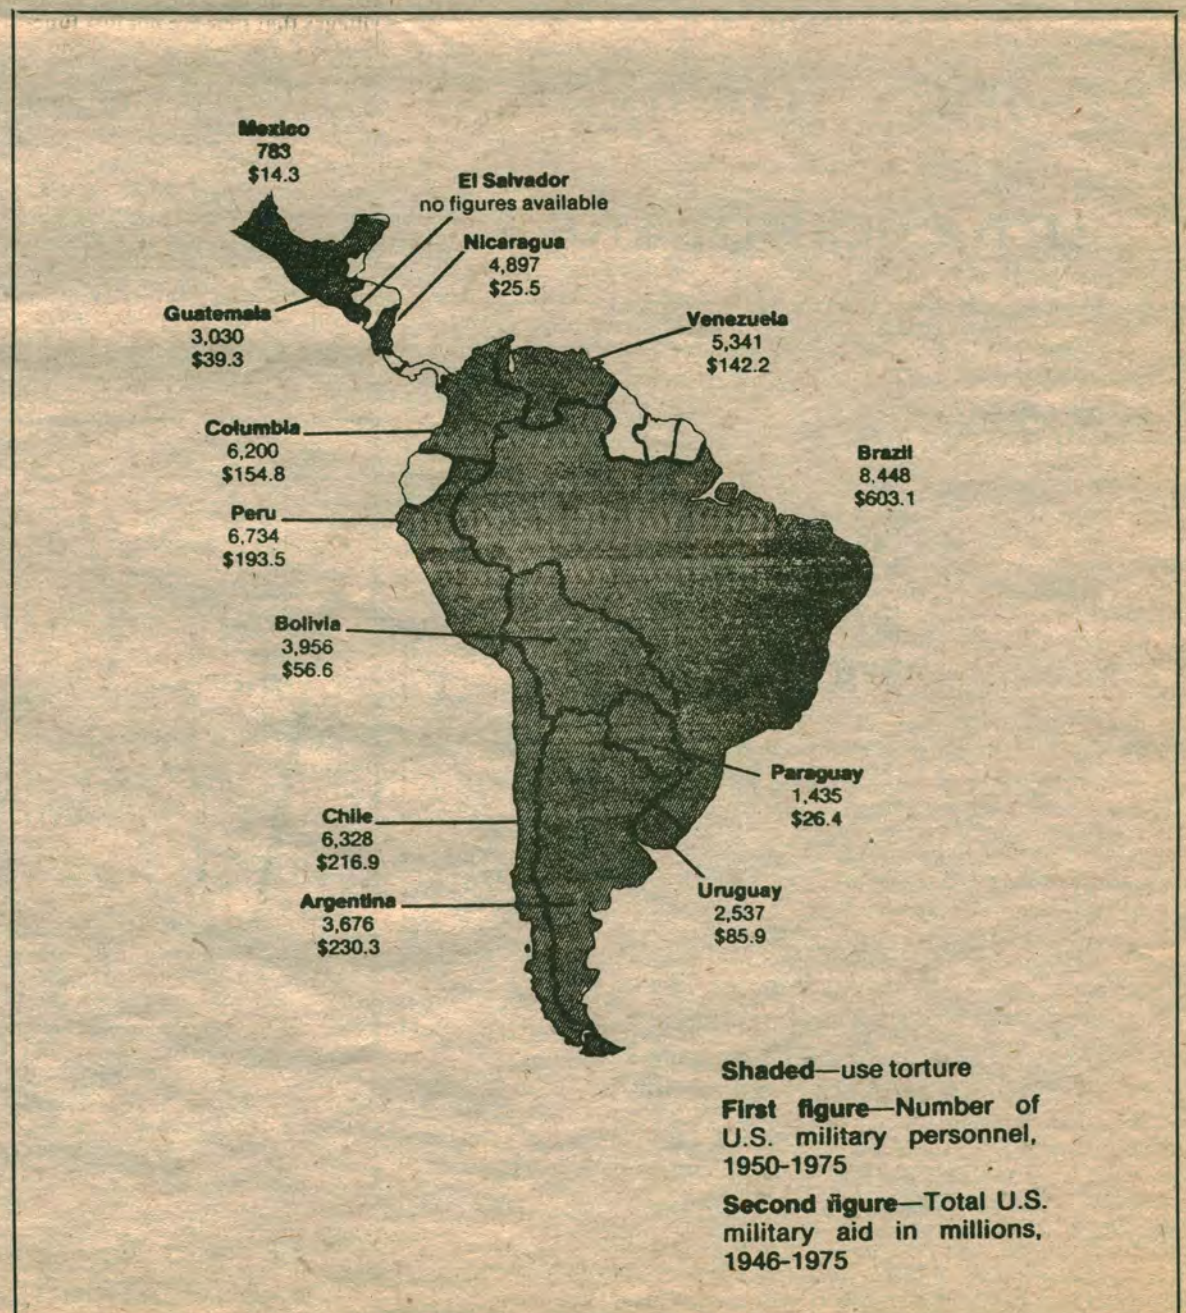 Mexico
783
$14.3
El Salvador
no figures available
Nicaragua
4,897
$25.5
Guatemala
3,030
$39.3
Venezuela
5,341
$142.2
Columbia
6,200
$154.8
Brazil
8,448
$603.1
Peru
6,734
$193.5
Bolivia
3,956
$56.6
Paraguay
1,435
$26.4
Chile
6,328
$216.9
Uruguay
2,537
$85.9
Argentina
3,676
$230.3
Shaded—use torture
First figure—Number of
U.S. military personnel,
1950-1975
Second figure—Total U.S.
military aid in millions,
1946-1975